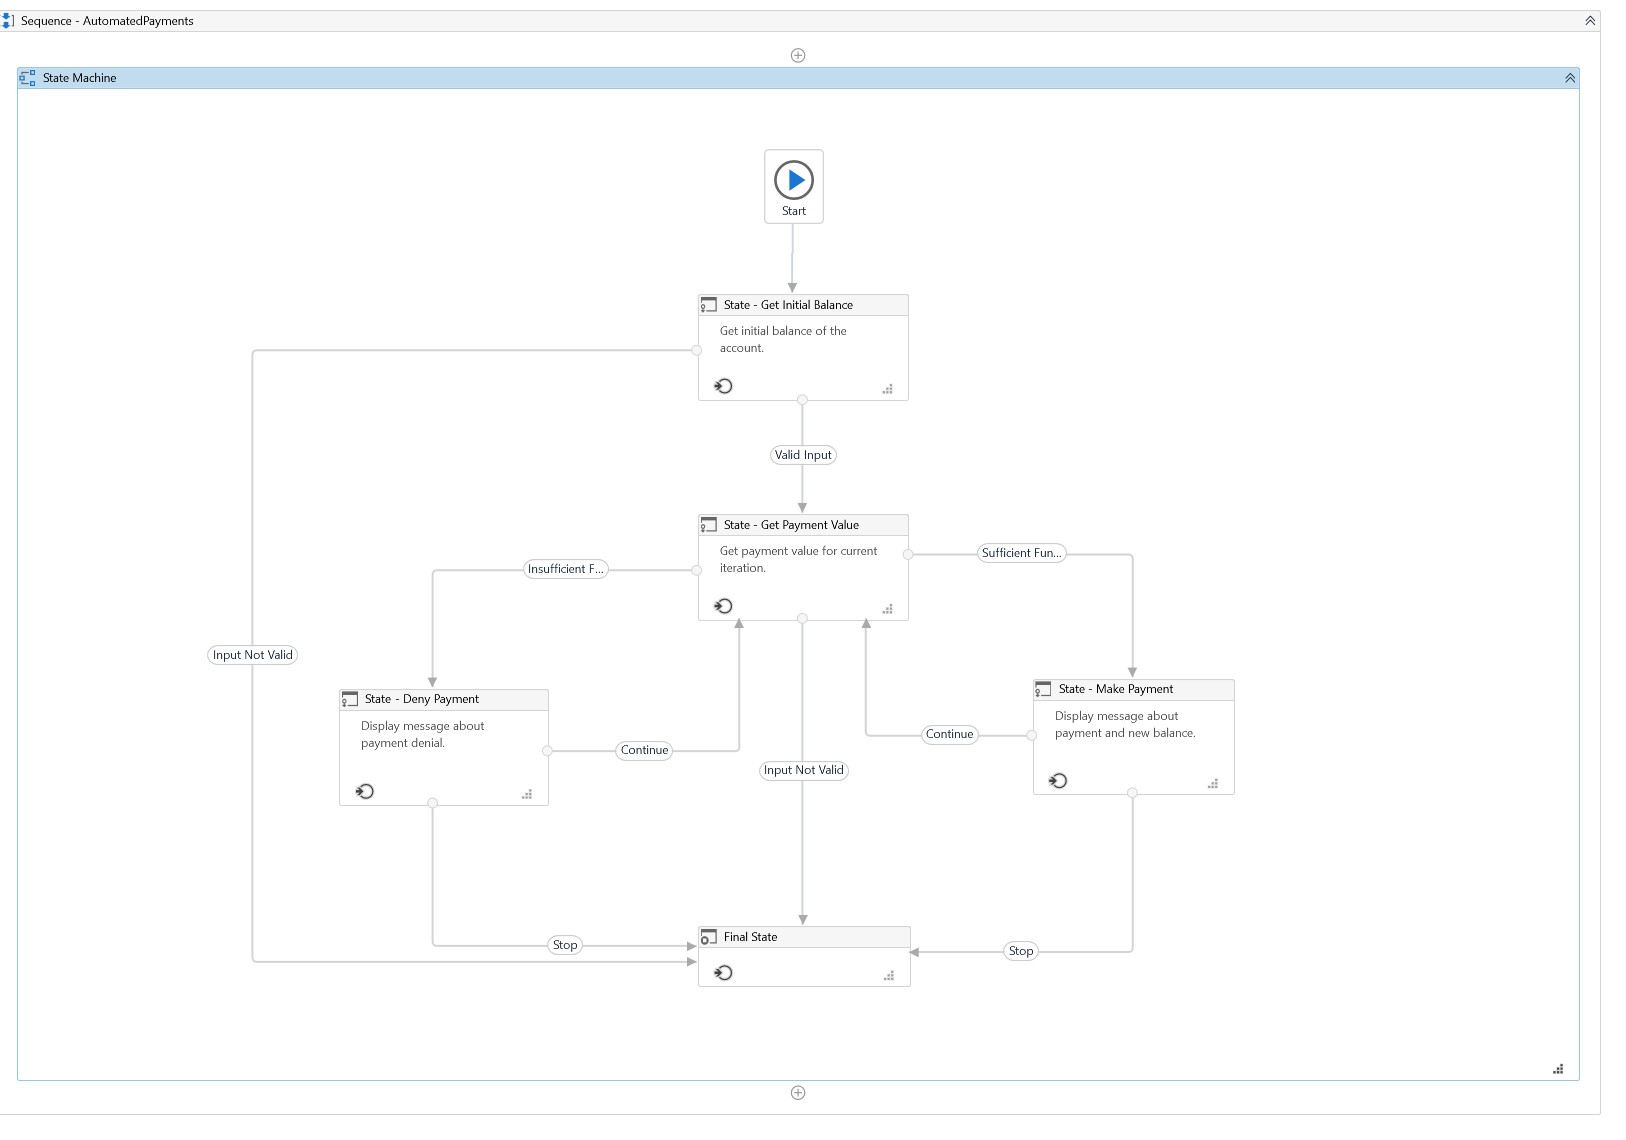 Sequence - AutomatedPayments
State Machine
Start
State - Get Initial Balance
Get initial balance of the
account.
Valid Input
State - Get Payment Value
Get payment value for current
iteration.
Sufficient Fun...
Insufficient F...
Input Not Valid
State - Make Payment
Display message about
payment and new balance.
State - Deny Payment
Display message about
payment denial.
Continue
Continue
Input Not Valid
Final State
Stop
Stop